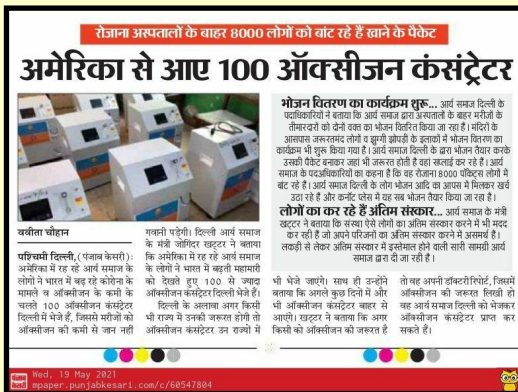 रोजाना अस्पतालों के बाहर 8000 लोगों को बांट रहे हैं खाने के पैकेट
अमेरिका से आए 100 ऑक्सीजन कंसंट्रेटर
भोजन वितरण का कार्यक्रम शुरू... आर्य समाज दिल्ली के
पदाधिकारियों ने बताया कि आर्य समाज द्वारा अस्पतालों के बाहर मरीजों के
तीमारदारों को दोनो वक्त का भोजन वितरित किया जा रहा है। मंदिरों के
आसपास जरूरतमंद लोगों व झुग्गी झोपड़ी के इलाकों में भोजन वितरण का
कार्यक्रम भी शुरू किया गया है। आर्य समाज दिल्ली के द्वारा भोजन तैयार करके
उसकी पैकेट बनाकर जहां भी जरूरत होती है वहां सप्लाई कर रहे हैं। आर्य
समाज के पदअधिकारियों का कहना है कि वह रोजाना 8000 पॉकिट्स लोगों में
बंट रहे हैं। आर्य समाज दिल्ली के लोग भोजन आदि का आपस में मिलकर खर्च
उठा रहे हैं और कनॉट प्लेस में यह सब भोजन तैयार किया जा रहा है।
लोगों का कर रहे हैं अंतिम संस्कार... आर्य समाज के मंत्री
खट्टर ने बताया कि संस्था ऐसे लोगों का अंतिम संस्कार करने में भी मदद
कर रही हैं जो अपने परिजनों का अंतिम संस्कार करने में असमर्थ हैं।
लकड़ी से लेकर अंतिम संस्कार में इस्तेमाल होने वाली सारी सामग्री आर्य
समाज द्वारा दी जा रही है।
बबीता चौहान
पश्चिमी दिल्ली, (पंजाब केसरी):
अमेरिका में रह रहे आर्य समाज के
लोगों ने भारत में बढ़ रहे कोरोना के
मामले व ऑक्सीजन के कमी के
चलते 100 ऑक्सीजन कंसंट्रेटर
दिल्ली में भेजे हैं, जिससे मरीजों को
ऑक्सीजन की कमी से जान नहीं
गवानी पड़ेगी। दिल्ली आर्य समाज
के मंत्री जोगिंदर खट्टर ने बताया
कि अमेरिका में रह रहे आर्य समाज
के लोगों ने भारत में बढ़ती महामारी
को देखते हुए 100 से ज्यादा
ऑक्सीजन कंसंट्रेटर दिल्ली भेजे हैं।
दिल्ली के अलावा अगर किसी
भी राज्य में उनकी जरूरत होगी तो
ऑक्सीजन कंसंट्रेटर उन राज्यों में
भी भेजे जाएंगे। साथ ही उन्होंने
बताया कि अगले कुछ दिनों में और
भी ऑक्सीजन कंसंट्रेटर बाहर से
आएंगे। खट्टर ने बताया कि अगर
किसी को ऑक्सीजन की जरूरत है
तो वह अपनी डॉक्टरी रिपोर्ट, जिसमें
ऑक्सीजन की जरूरत लिखी हो
वह आर्य समाज दिल्ली को भेजकर
ऑक्सीजन कंसंट्रेटर प्राप्त कर
सकते हैं।
पंजाब केसरी
Wed, 19 May 2021
mpaper.punjabkesari.com/c/60547804